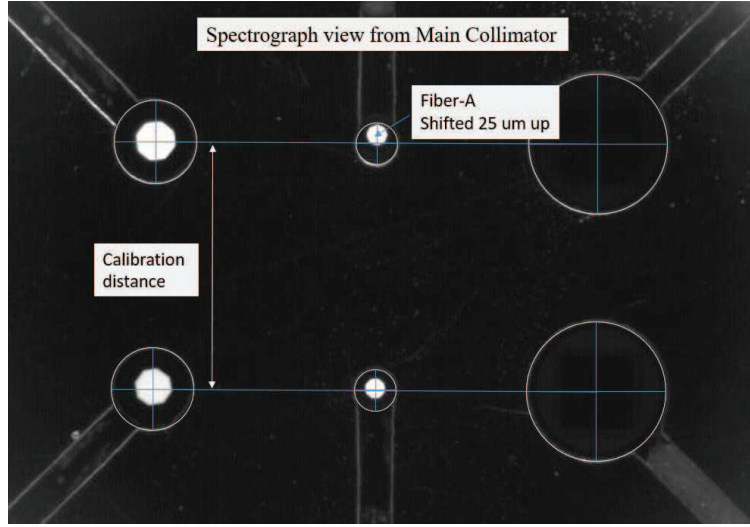 Spectrograph view from Main Collimator
Fiber-A
Shifted 25 um up
Calibration
distance